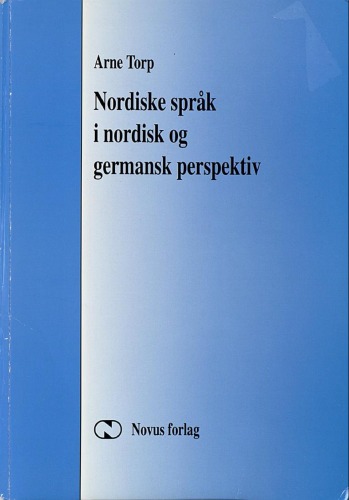 Arne Torp
Nordiske språk
i nordisk og
germansk perspektiv
Novus forlag